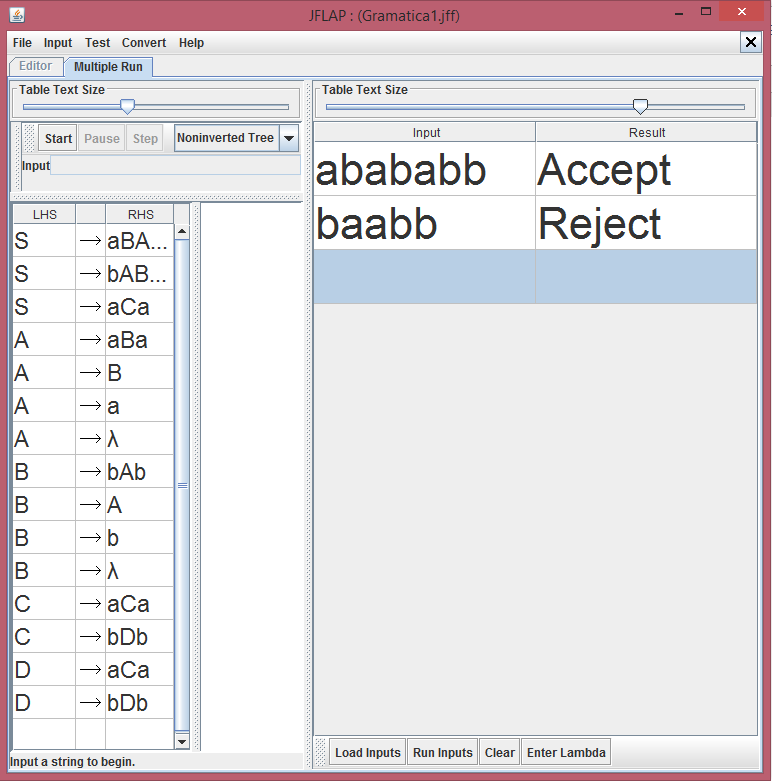 JFLAP : (Gramatica1.jff)
File Input Test Convert Help
Editor Multiple Run
Table Text Size
Start Pause Step Noninverted Tree
Input
LHS RHS
S → aBA...
S → bAB...
S → aCa
A → aBa
A → B
A → a
A → λ
B → bAb
B → A
B → b
B → λ
C → aCa
C → bDb
D → aCa
D → bDb
Input a string to begin.
Table Text Size
Input Result
abababb Accept
baabb Reject
Load Inputs Run Inputs Clear Enter Lambda